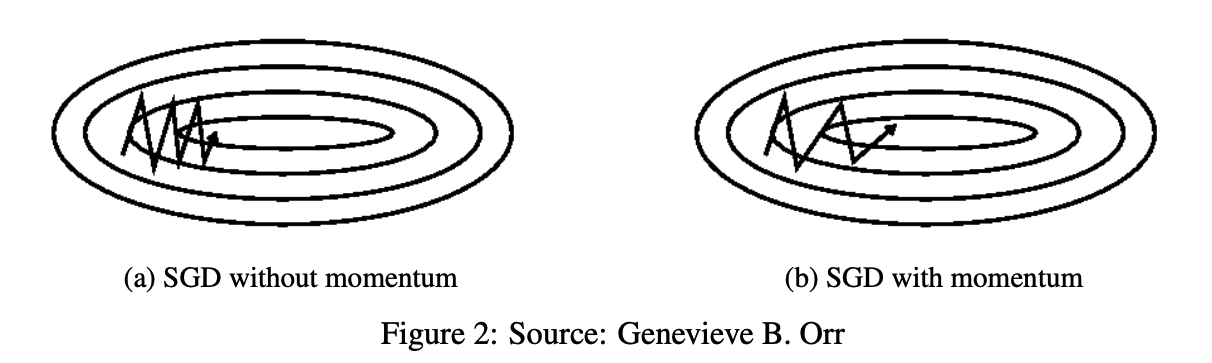 (a) SGD without momentum
(b) SGD with momentum
Figure 2: Source: Genevieve B. Orr